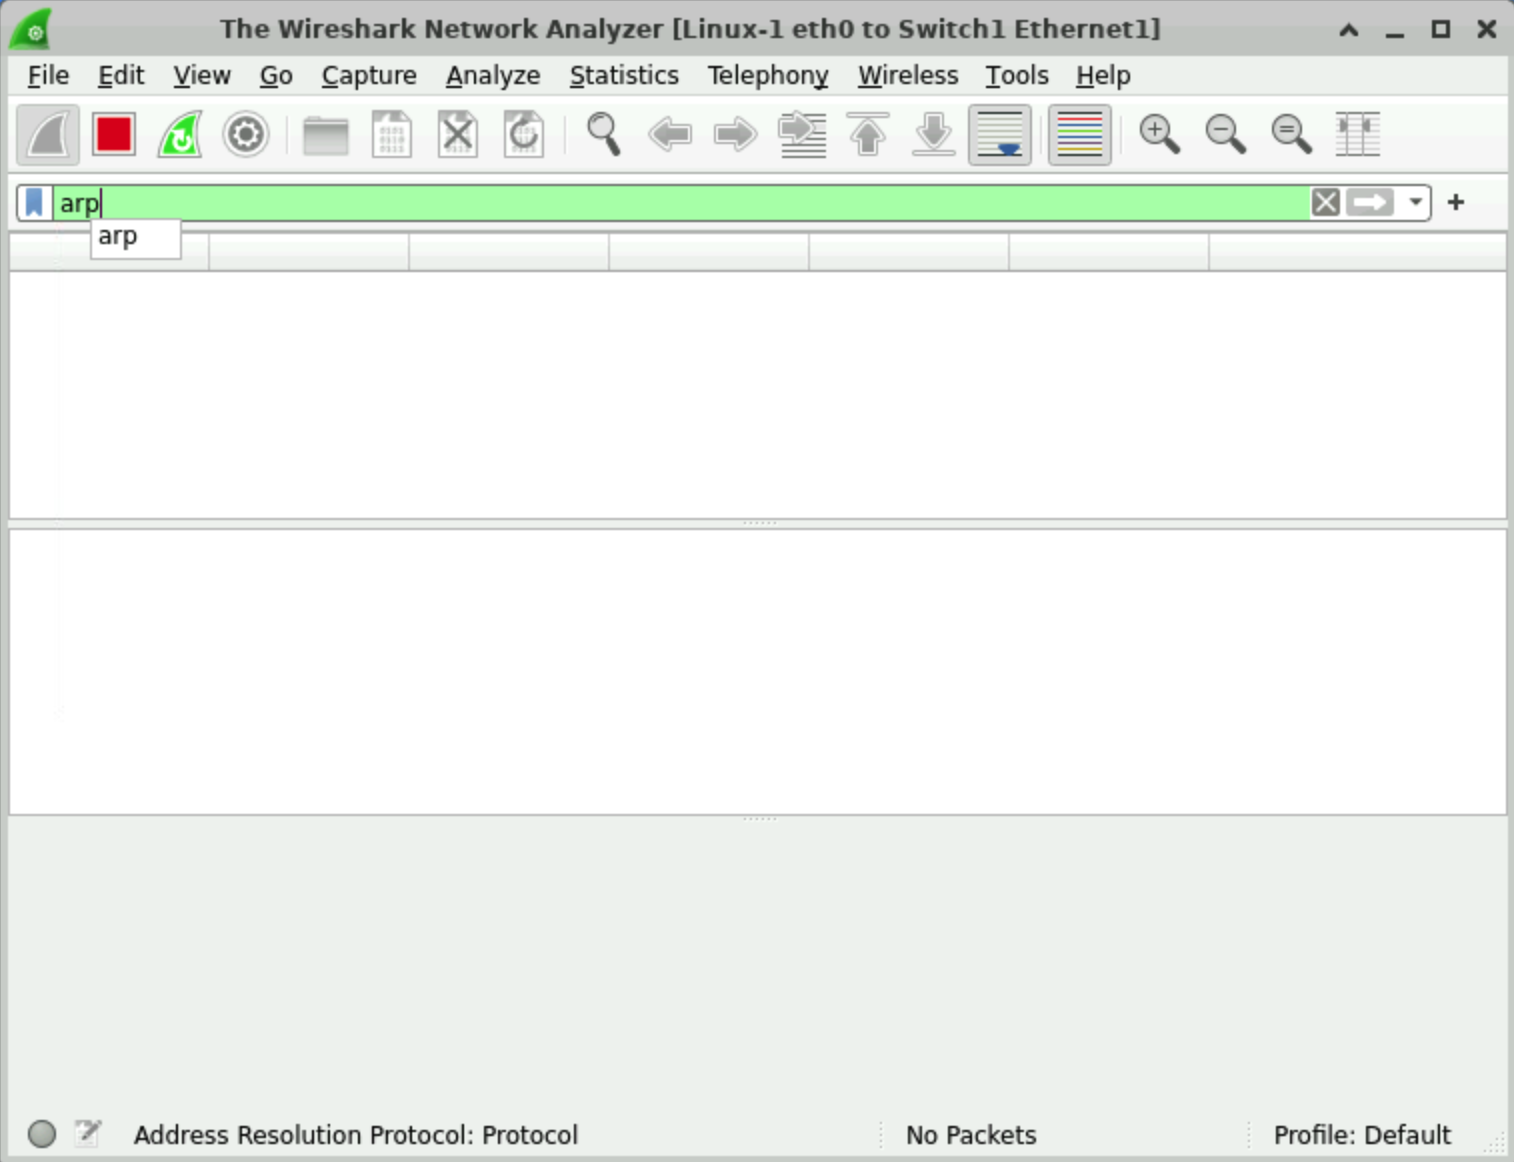 The Wireshark Network Analyzer [Linux-1 eth0 to Switch1 Ethernet1]
File Edit View Go Capture Analyze Statistics Telephony Wireless Tools Help
arp
arp
Address Resolution Protocol: Protocol No Packets Profile: Default